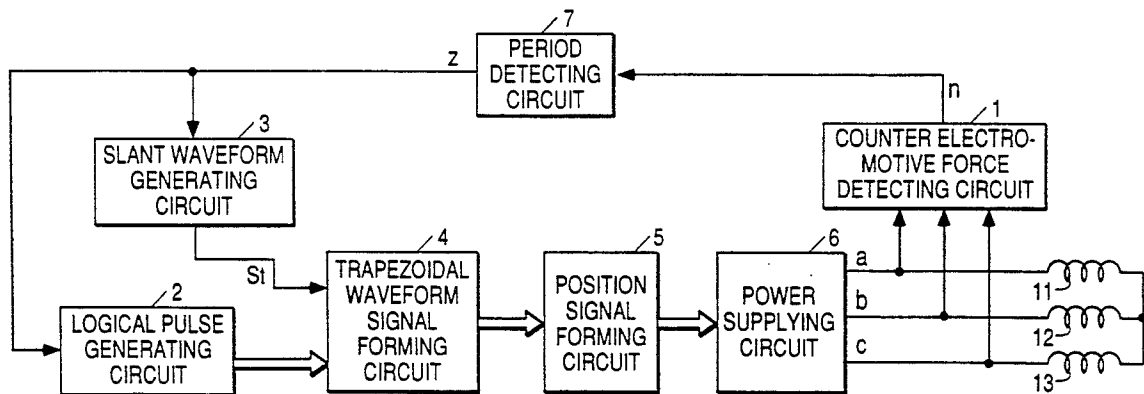 7
PERIOD
DETECTING
CIRCUIT
z
n
1
COUNTER ELECTRO-
MOTIVE FORCE
DETECTING CIRCUIT
3
SLANT WAVEFORM
GENERATING
CIRCUIT
St
2
LOGICAL PULSE
GENERATING
CIRCUIT
4
TRAPEZOIDAL
WAVEFORM
SIGNAL
FORMING
CIRCUIT
5
POSITION
SIGNAL
FORMING
CIRCUIT
6
POWER
SUPPLYING
CIRCUIT
a
b
c
11
12
13